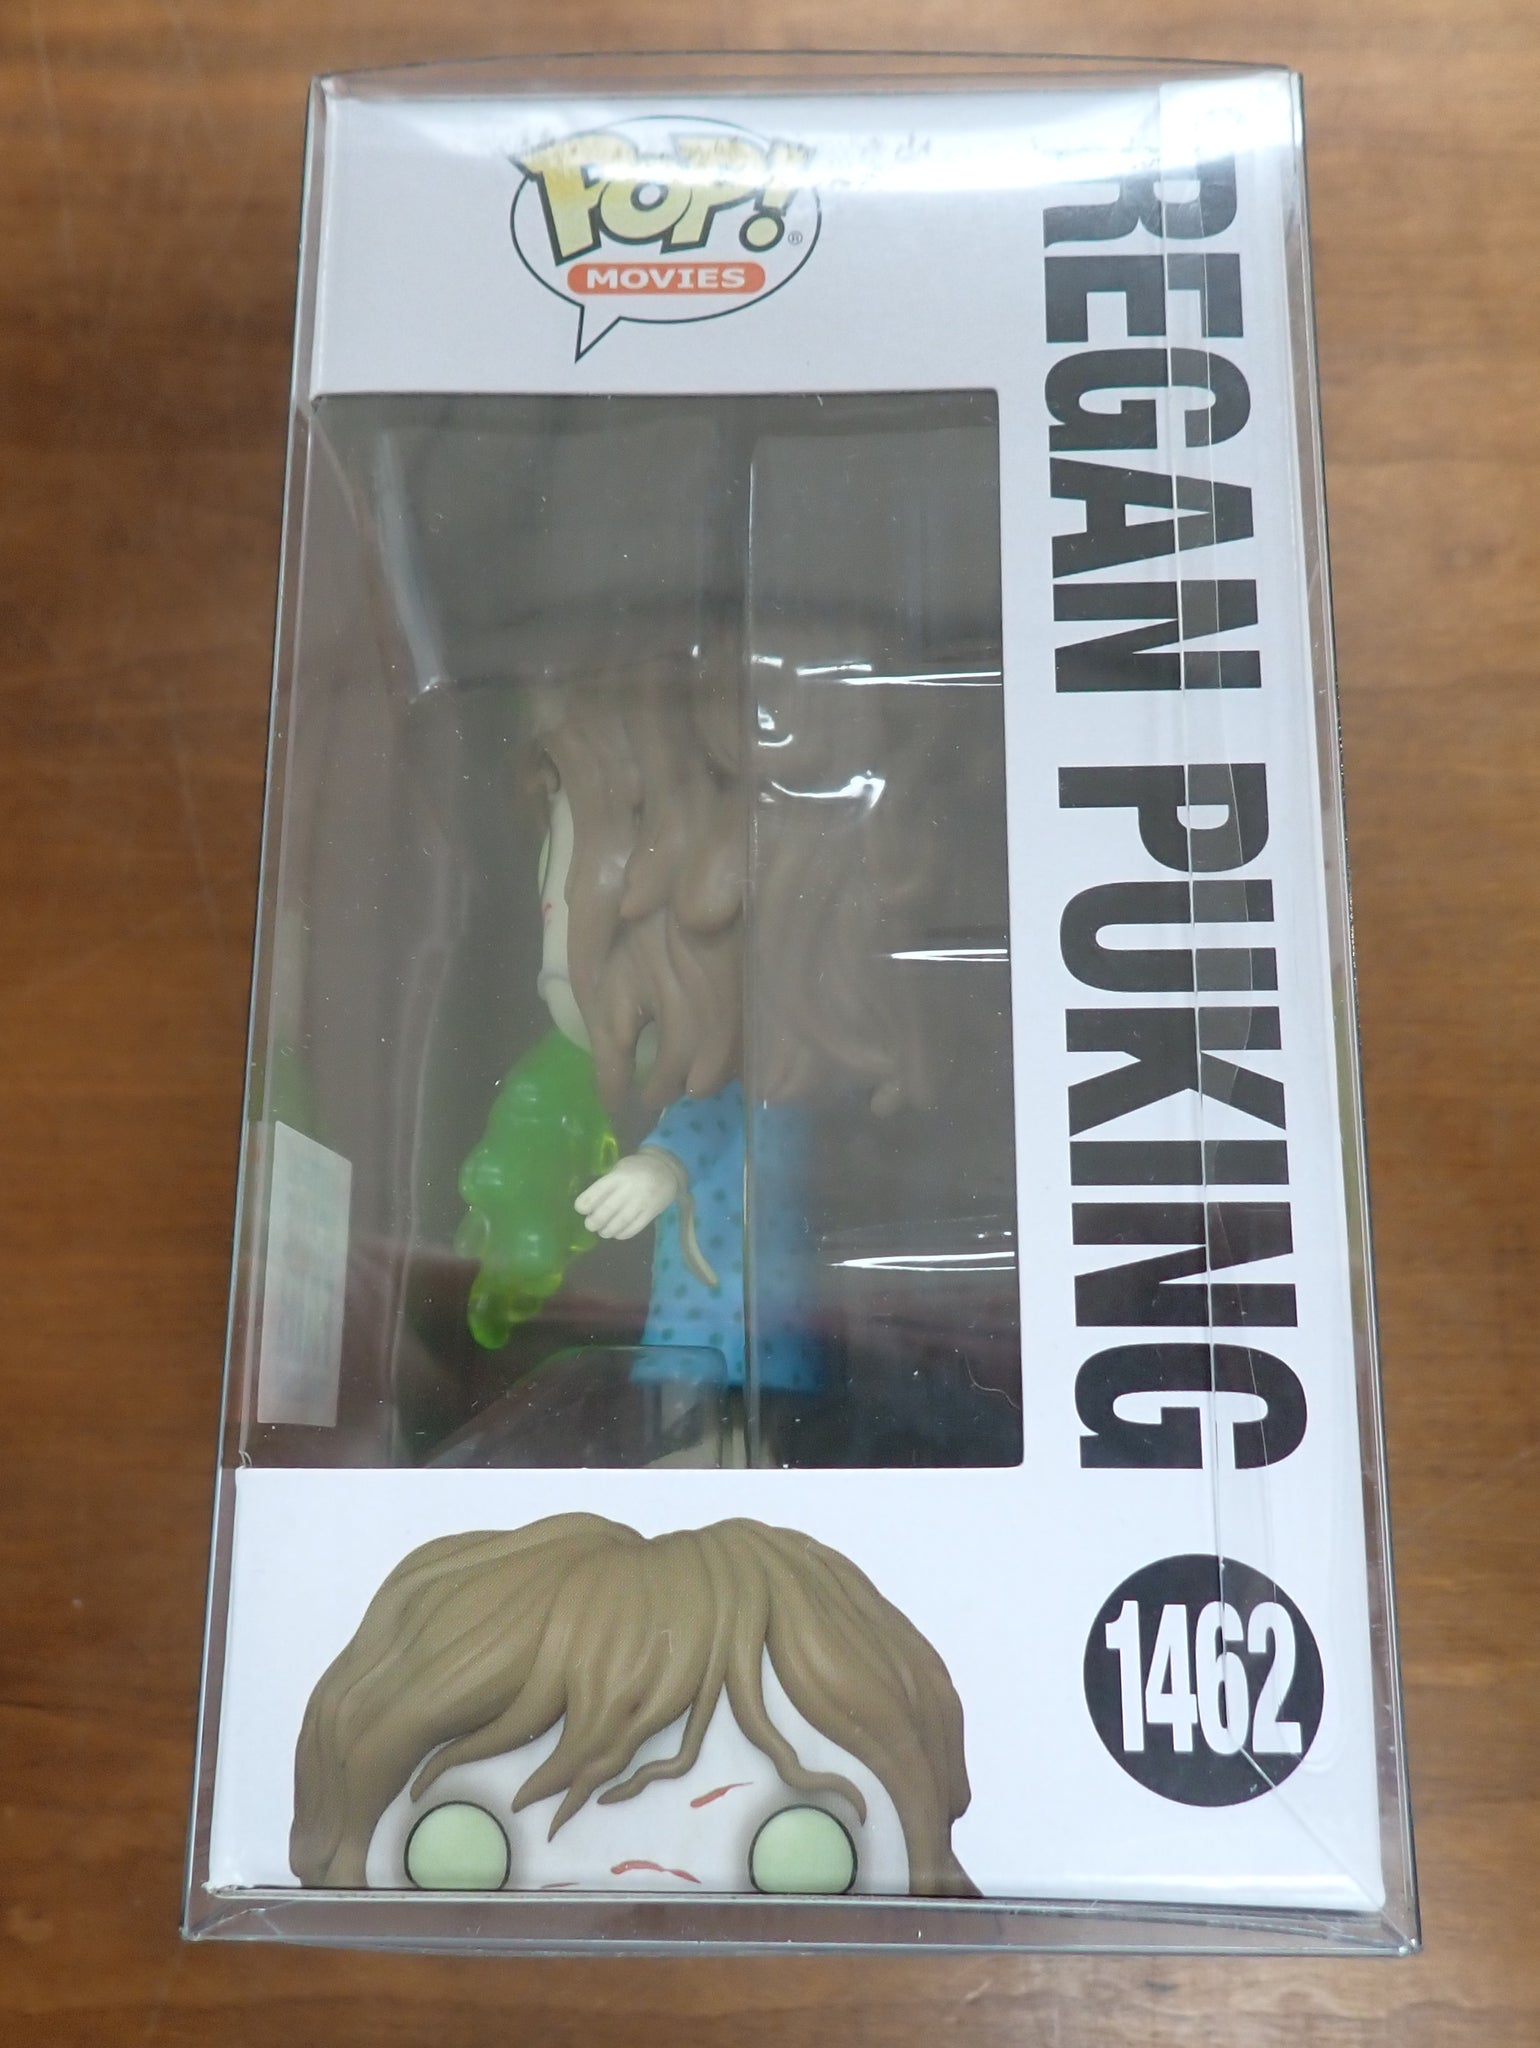 POP!®
MOVIES
REGAN PUKING
1462